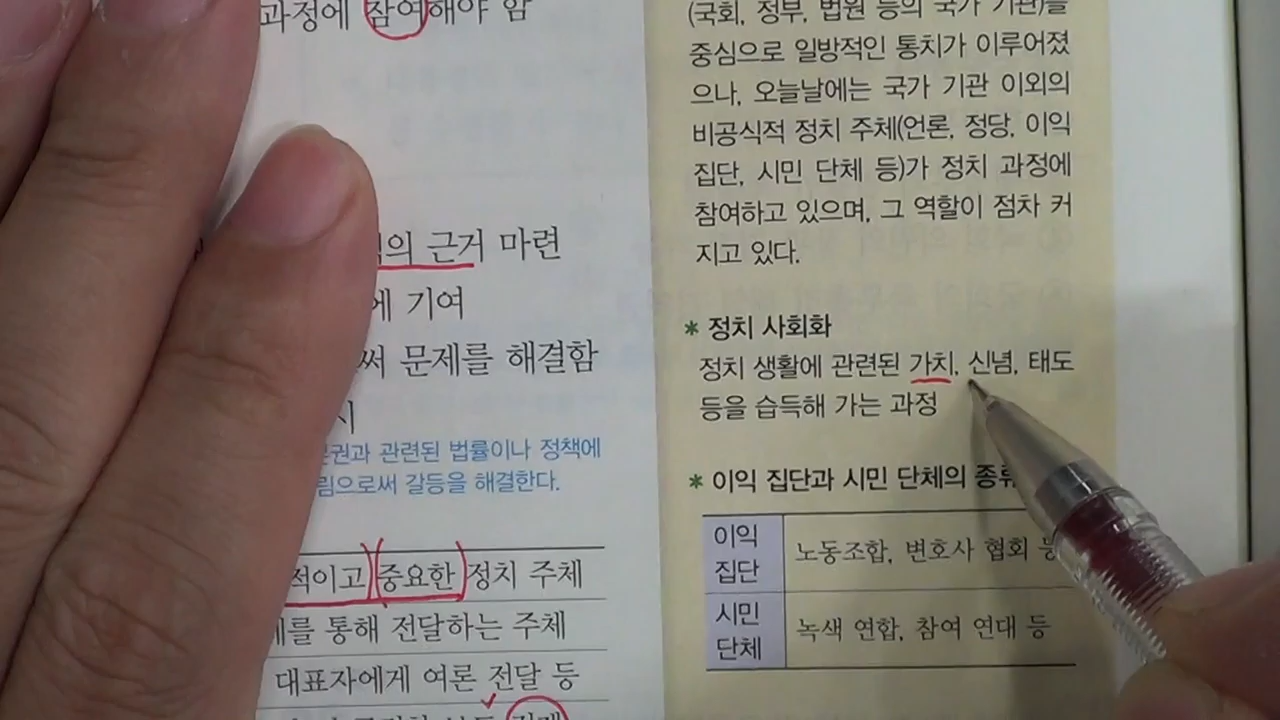 과정에 참여해야 함
의 근거 마련
에 기여
써 문제를 해결함
시
관련된 법률이나 정책에
림으로써 갈등을 해결한다.
적이고 중요한 정치 주체
를 통해 전달하는 주체
대표자에게 여론 전달 등
(국회, 정부, 법원 등의 국가 기관)을
중심으로 일방적인 통치가 이루어졌
으나, 오늘날에는 국가 기관 이외의
비공식적 정치 주체(언론, 정당, 이익
집단, 시민 단체 등)가 정치 과정에
참여하고 있으며, 그 역할이 점차 커
지고 있다.
* 정치 사회화
정치 생활에 관련된 가치, 신념, 태도
등을 습득해 가는 과정
* 이익 집단과 시민 단체의 종류
이익
집단
노동조합, 변호사 협회 등
시민
단체
녹색 연합, 참여 연대 등